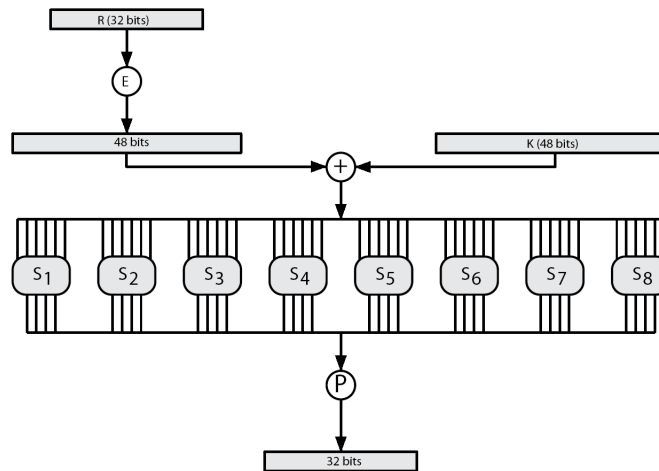 R (32 bits)
E
48 bits
K (48 bits)
+
S1 S2 S3 S4 S5 S6 S7 S8
P
32 bits